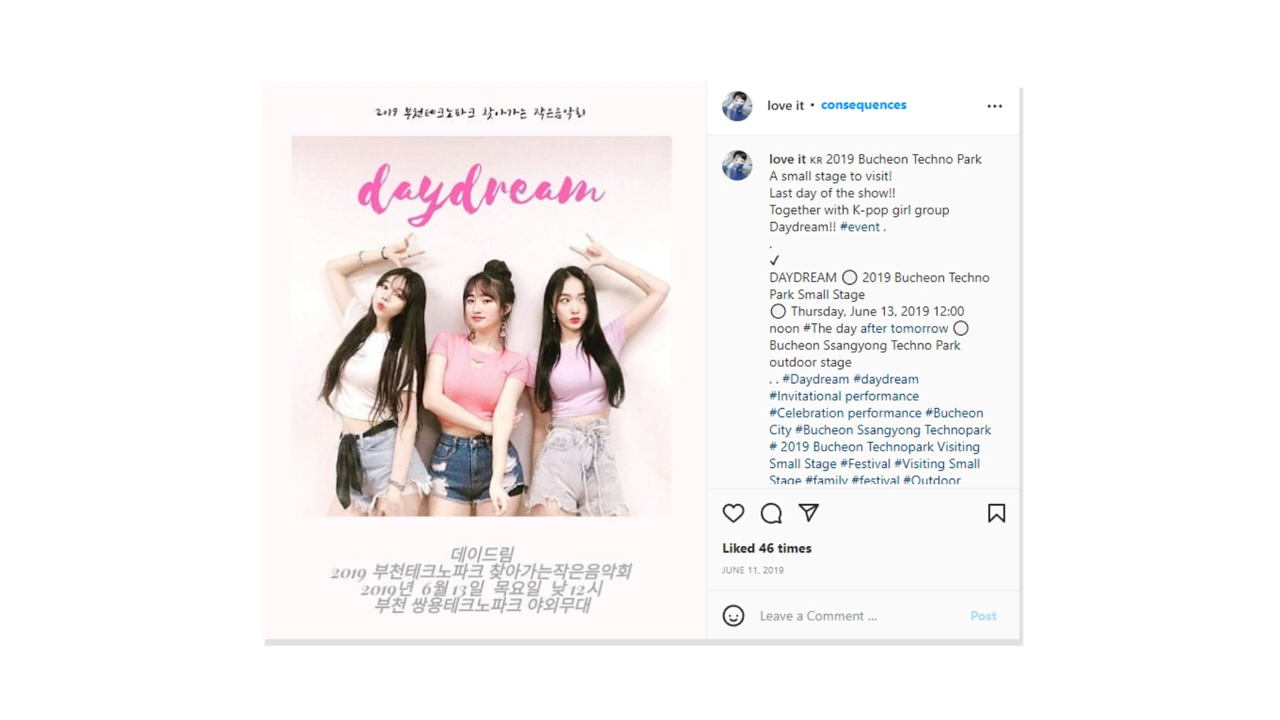 2019 부천테크노파크 찾아가는 작은음악회
daydream
데이드림
2019 부천테크노파크 찾아가는작은음악회
2019년 6월 13일 목요일 낮 12시
부천 쌍용테크노파크 야외무대
love it • consequences
love it KR 2019 Bucheon Techno Park
A small stage to visit!
Last day of the show!!
Together with K-pop girl group
Daydream!! #event .
.
✓
DAYDREAM ◯ 2019 Bucheon Techno
Park Small Stage
◯ Thursday, June 13, 2019 12:00
noon #The day after tomorrow ◯
Bucheon Ssangyong Techno Park
outdoor stage
. . #Daydream #daydream
#Invitational performance
#Celebration performance #Bucheon
City #Bucheon Ssangyong Technopark
# 2019 Bucheon Technopark Visiting
Small Stage #Festival #Visiting Small
Stage #family #festival #Outdoor
Liked 46 times
JUNE 11, 2019
Leave a Comment ...
Post